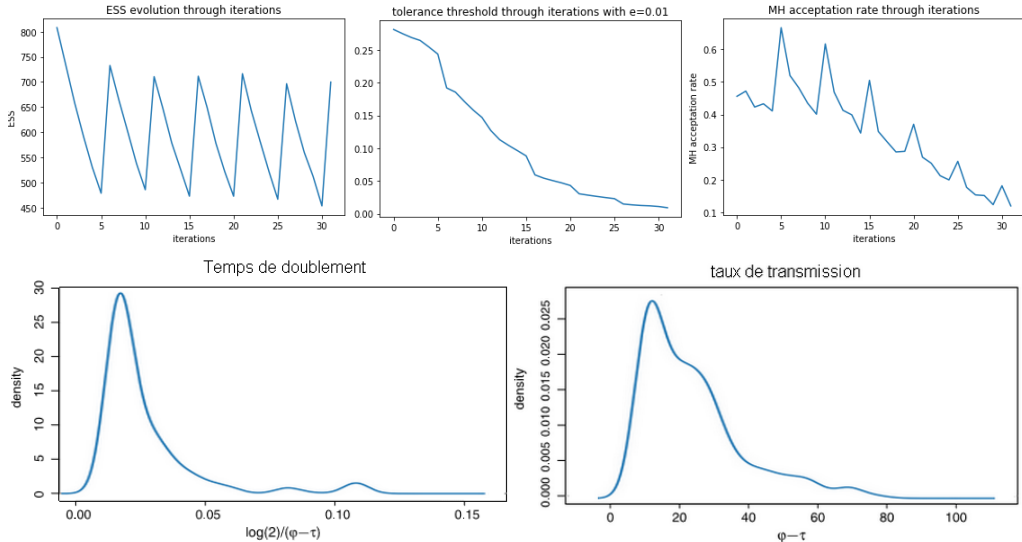 ESS evolution through iterations
800
750
700
650
600
550
500
450
ESS
0 5 10 15 20 25 30
iterations
tolerance threshold through iterations with e=0.01
0.25
0.20
0.15
0.10
0.05
0.00
0 5 10 15 20 25 30
iterations
MH acceptation rate through iterations
0.6
0.5
0.4
0.3
0.2
0.1
MH acceptation rate
0 5 10 15 20 25 30
iterations
Temps de doublement
30
25
20
15
10
5
0
density
0.00 0.05 0.10 0.15
log(2)/(φ−τ)
taux de transmission
0.025
0.020
0.015
0.010
0.005
0.000
density
0 20 40 60 80 100
φ−τ